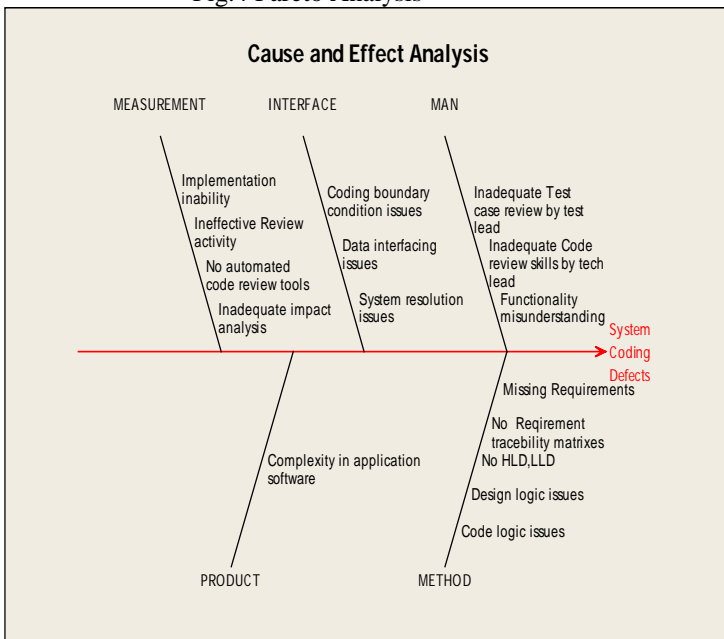 Cause and Effect Analysis
MEASUREMENT
INTERFACE
MAN
Implementation
inability
Ineffective Review
activity
No automated
code review tools
Inadequate impact
analysis
Coding boundary
condition issues
Data interfacing
issues
System resolution
issues
Inadequate Test
case review by test
lead
Inadequate Code
review skills by tech
lead
Functionality
misunderstanding
System
Coding
Defects
Complexity in application
software
PRODUCT
Missing Requirements
No Reqirement
tracebility matrixes
No HLD,LLD
Design logic issues
Code logic issues
METHOD